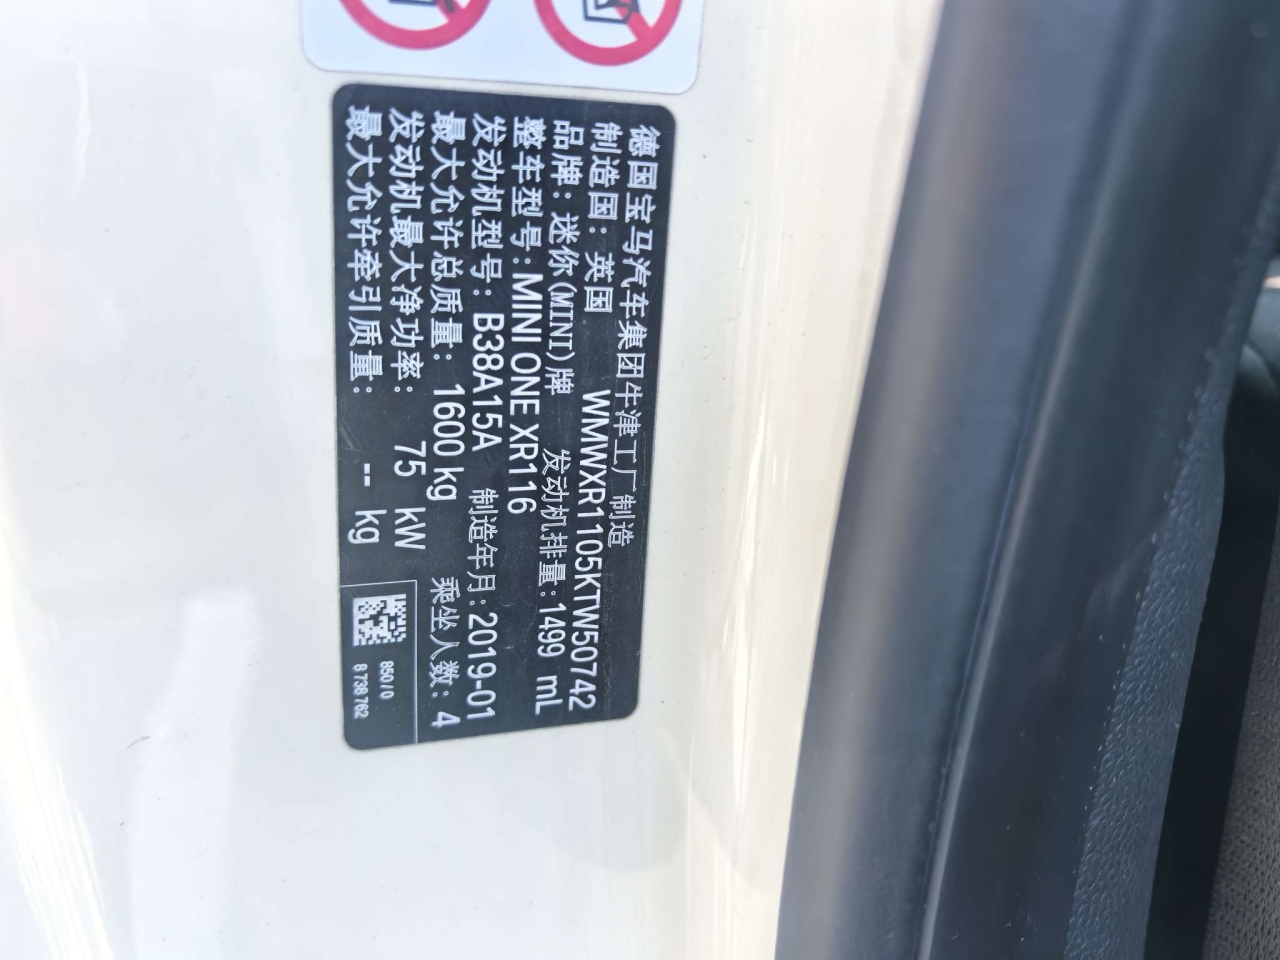 德国宝马汽车集团牛津工厂制造
制造国：英国 WMWXR1105KTW50742
品牌：迷你(MINI)牌 发动机排量：1499 mL
整车型号：MINI ONE XR116
发动机型号：B38A15A 制造年月：2019-01
最大允许总质量：1600 kg 乘坐人数：4
发动机最大净功率：75 kW
最大允许牵引质量：-- kg
850/0
8 738 762